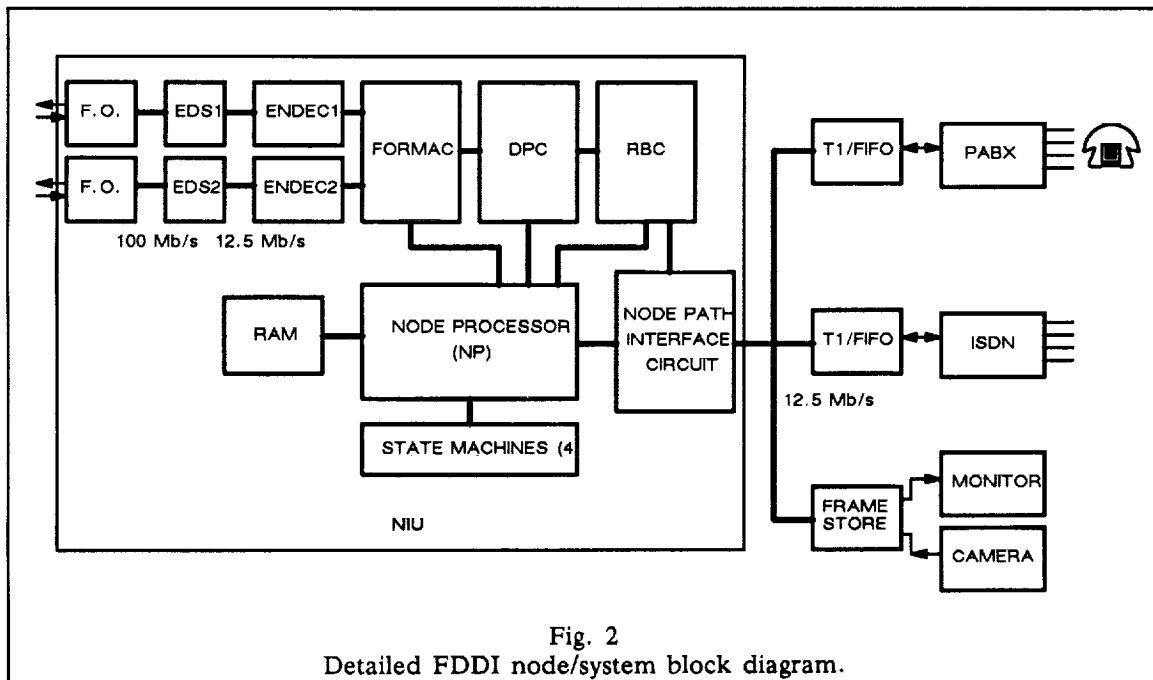 F.O.
EDS1
ENDEC1
FORMAC
DPC
RBC
F.O.
EDS2
ENDEC2
100 Mb/s 12.5 Mb/s
RAM
NODE PROCESSOR
(NP)
NODE PATH
INTERFACE
CIRCUIT
STATE MACHINES (4
NIU
T1/FIFO
PABX
T1/FIFO
ISDN
12.5 Mb/s
FRAME
STORE
MONITOR
CAMERA
Fig. 2
Detailed FDDI node/system block diagram.